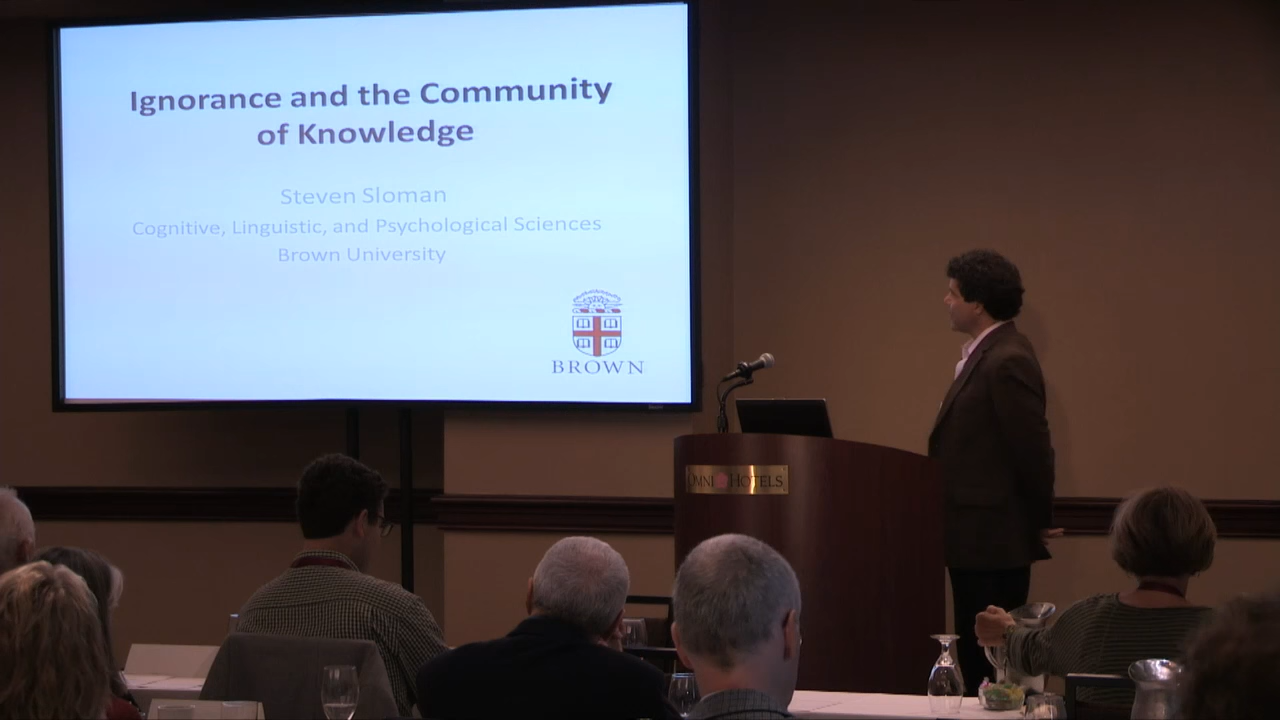 Ignorance and the Community
of Knowledge
Steven Sloman
Cognitive, Linguistic, and Psychological Sciences
Brown University
BROWN
OMNI HOTELS